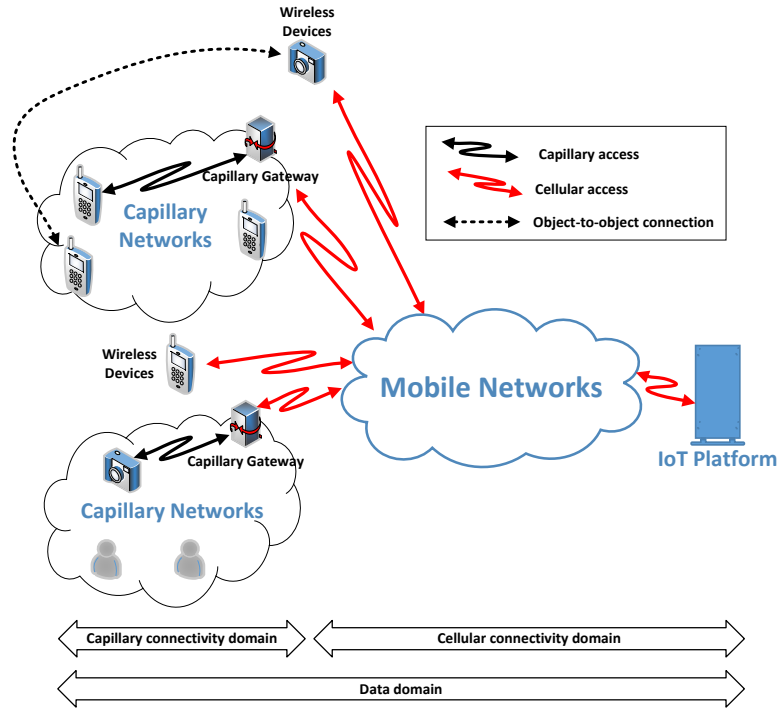 Wireless
Devices
Capillary access
Cellular access
Object-to-object connection
Capillary Gateway
Capillary
Networks
Wireless
Devices
Mobile Networks
IoT Platform
Capillary Gateway
Capillary Networks
Capillary connectivity domain
Cellular connectivity domain
Data domain